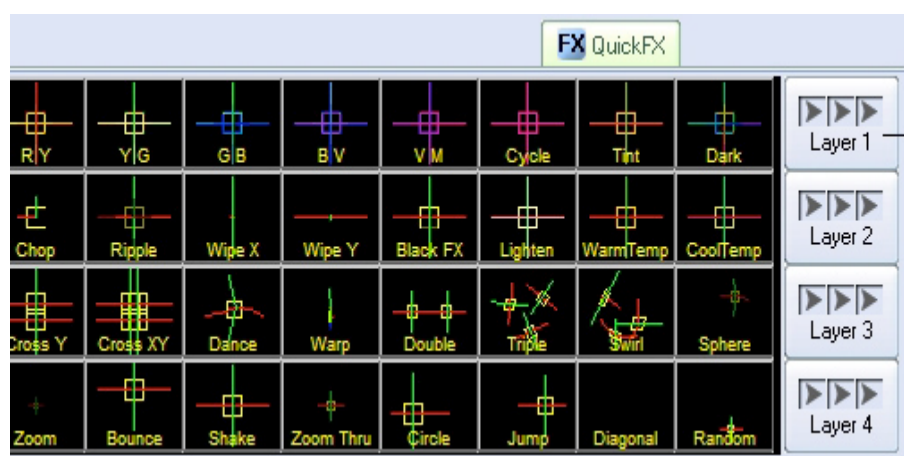 FX QuickFX
R Y Y G G B B V V M Cycle Tint Dark Layer 1
Chop Ripple Wipe X Wipe Y Black FX Lighten WarmTemp CoolTemp Layer 2
Cross Y Cross XY Dance Warp Double Triple Swirl Sphere Layer 3
Zoom Bounce Shake Zoom Thru Circle Jump Diagonal Random Layer 4